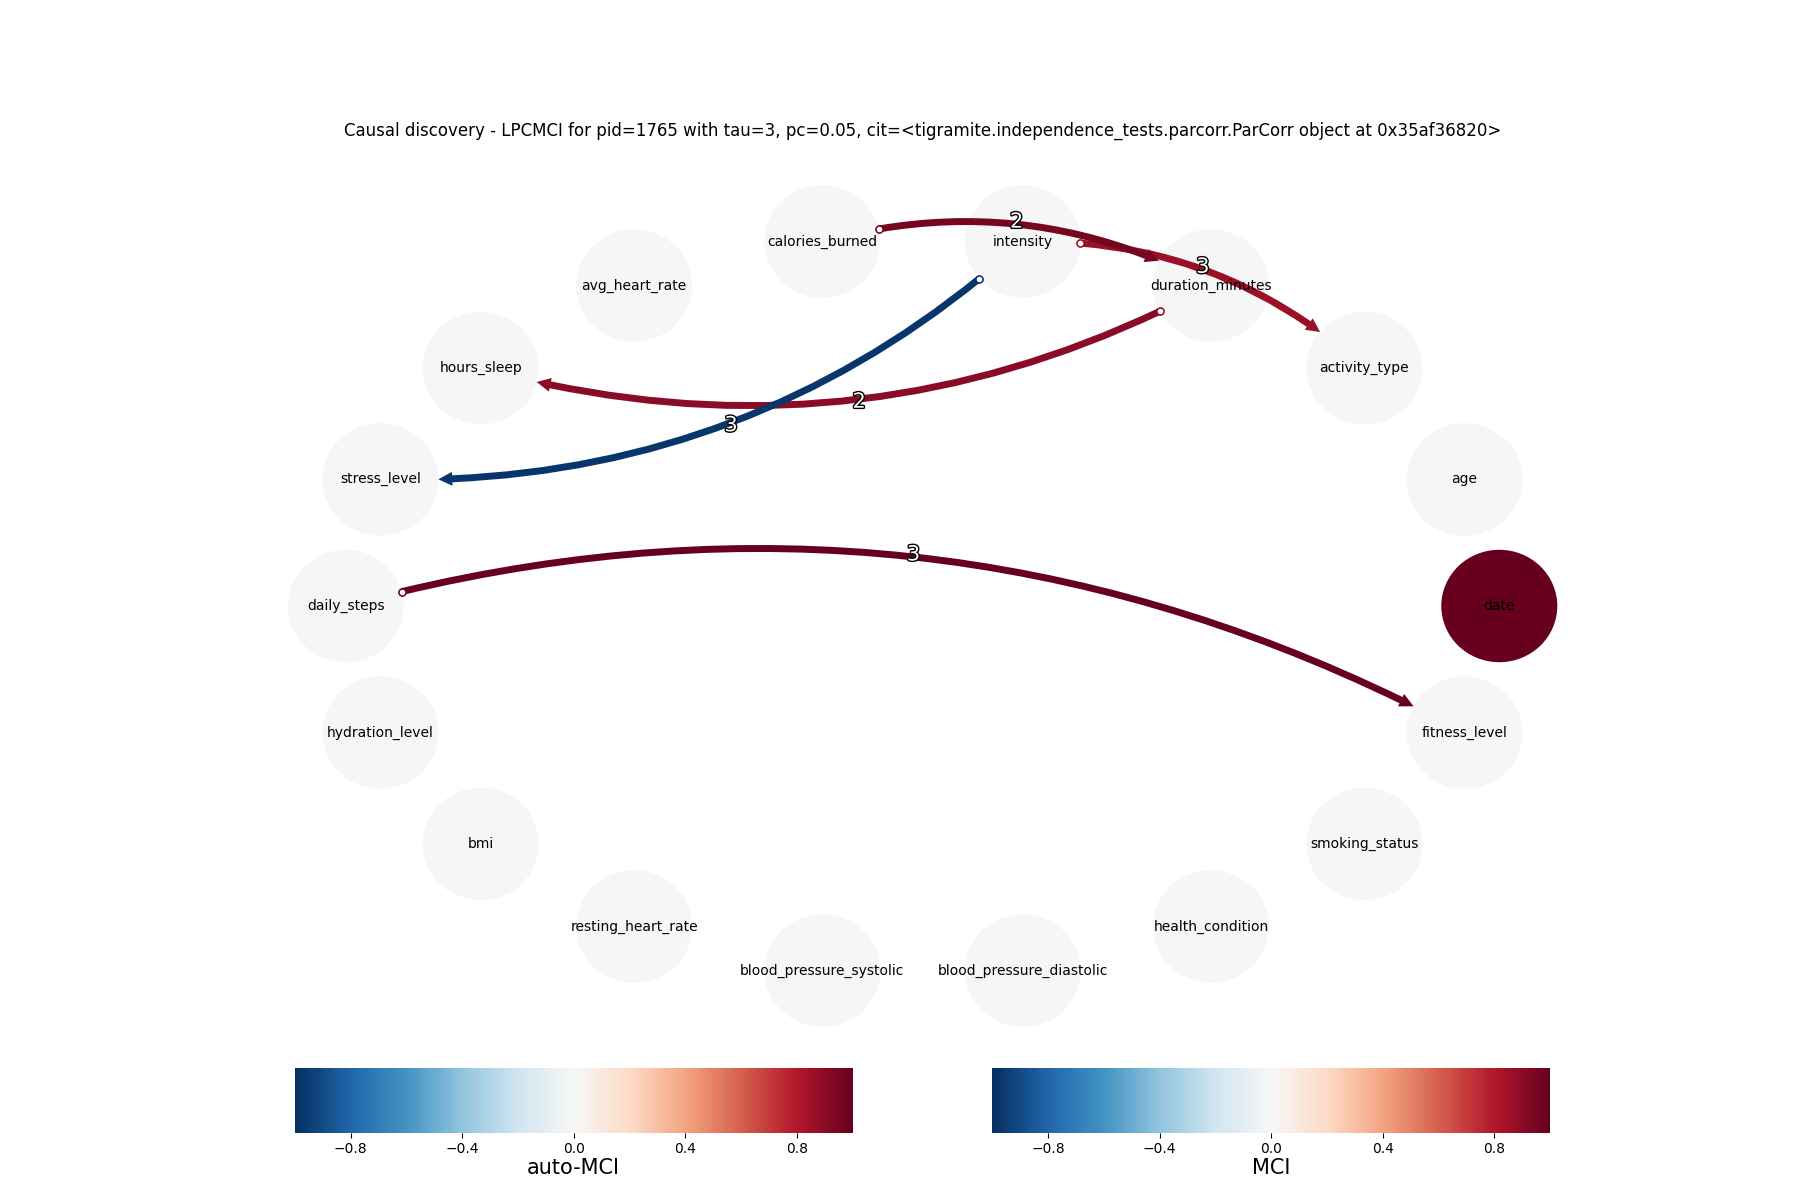 Causal discovery - LPCMCI for pid=1765 with tau=3, pc=0.05, cit=<tigramite.independence_tests.parcorr.ParCorr object at 0x35af36820>
2
calories_burned
intensity
3
avg_heart_rate
duration_minutes
hours_sleep
activity_type
2
3
stress_level
age
3
daily_steps
date
hydration_level
fitness_level
bmi
smoking_status
resting_heart_rate
health_condition
blood_pressure_systolic
blood_pressure_diastolic
−0.8 −0.4 0.0 0.4 0.8
auto-MCI
−0.8 −0.4 0.0 0.4 0.8
MCI